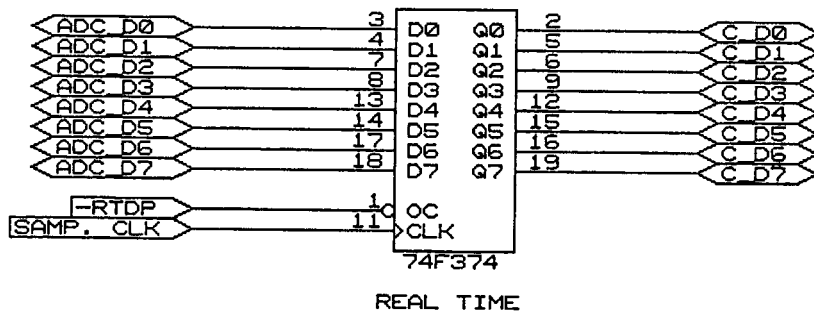 ADC_D0 3 D0 Q0 2 C_D0
ADC_D1 4 D1 Q1 5 C_D1
ADC_D2 7 D2 Q2 6 C_D2
ADC_D3 8 D3 Q3 9 C_D3
ADC_D4 13 D4 Q4 12 C_D4
ADC_D5 14 D5 Q5 15 C_D5
ADC_D6 17 D6 Q6 16 C_D6
ADC_D7 18 D7 Q7 19 C_D7
-RTDP 1 OC
SAMP. CLK 11 CLK
74F374
REAL TIME